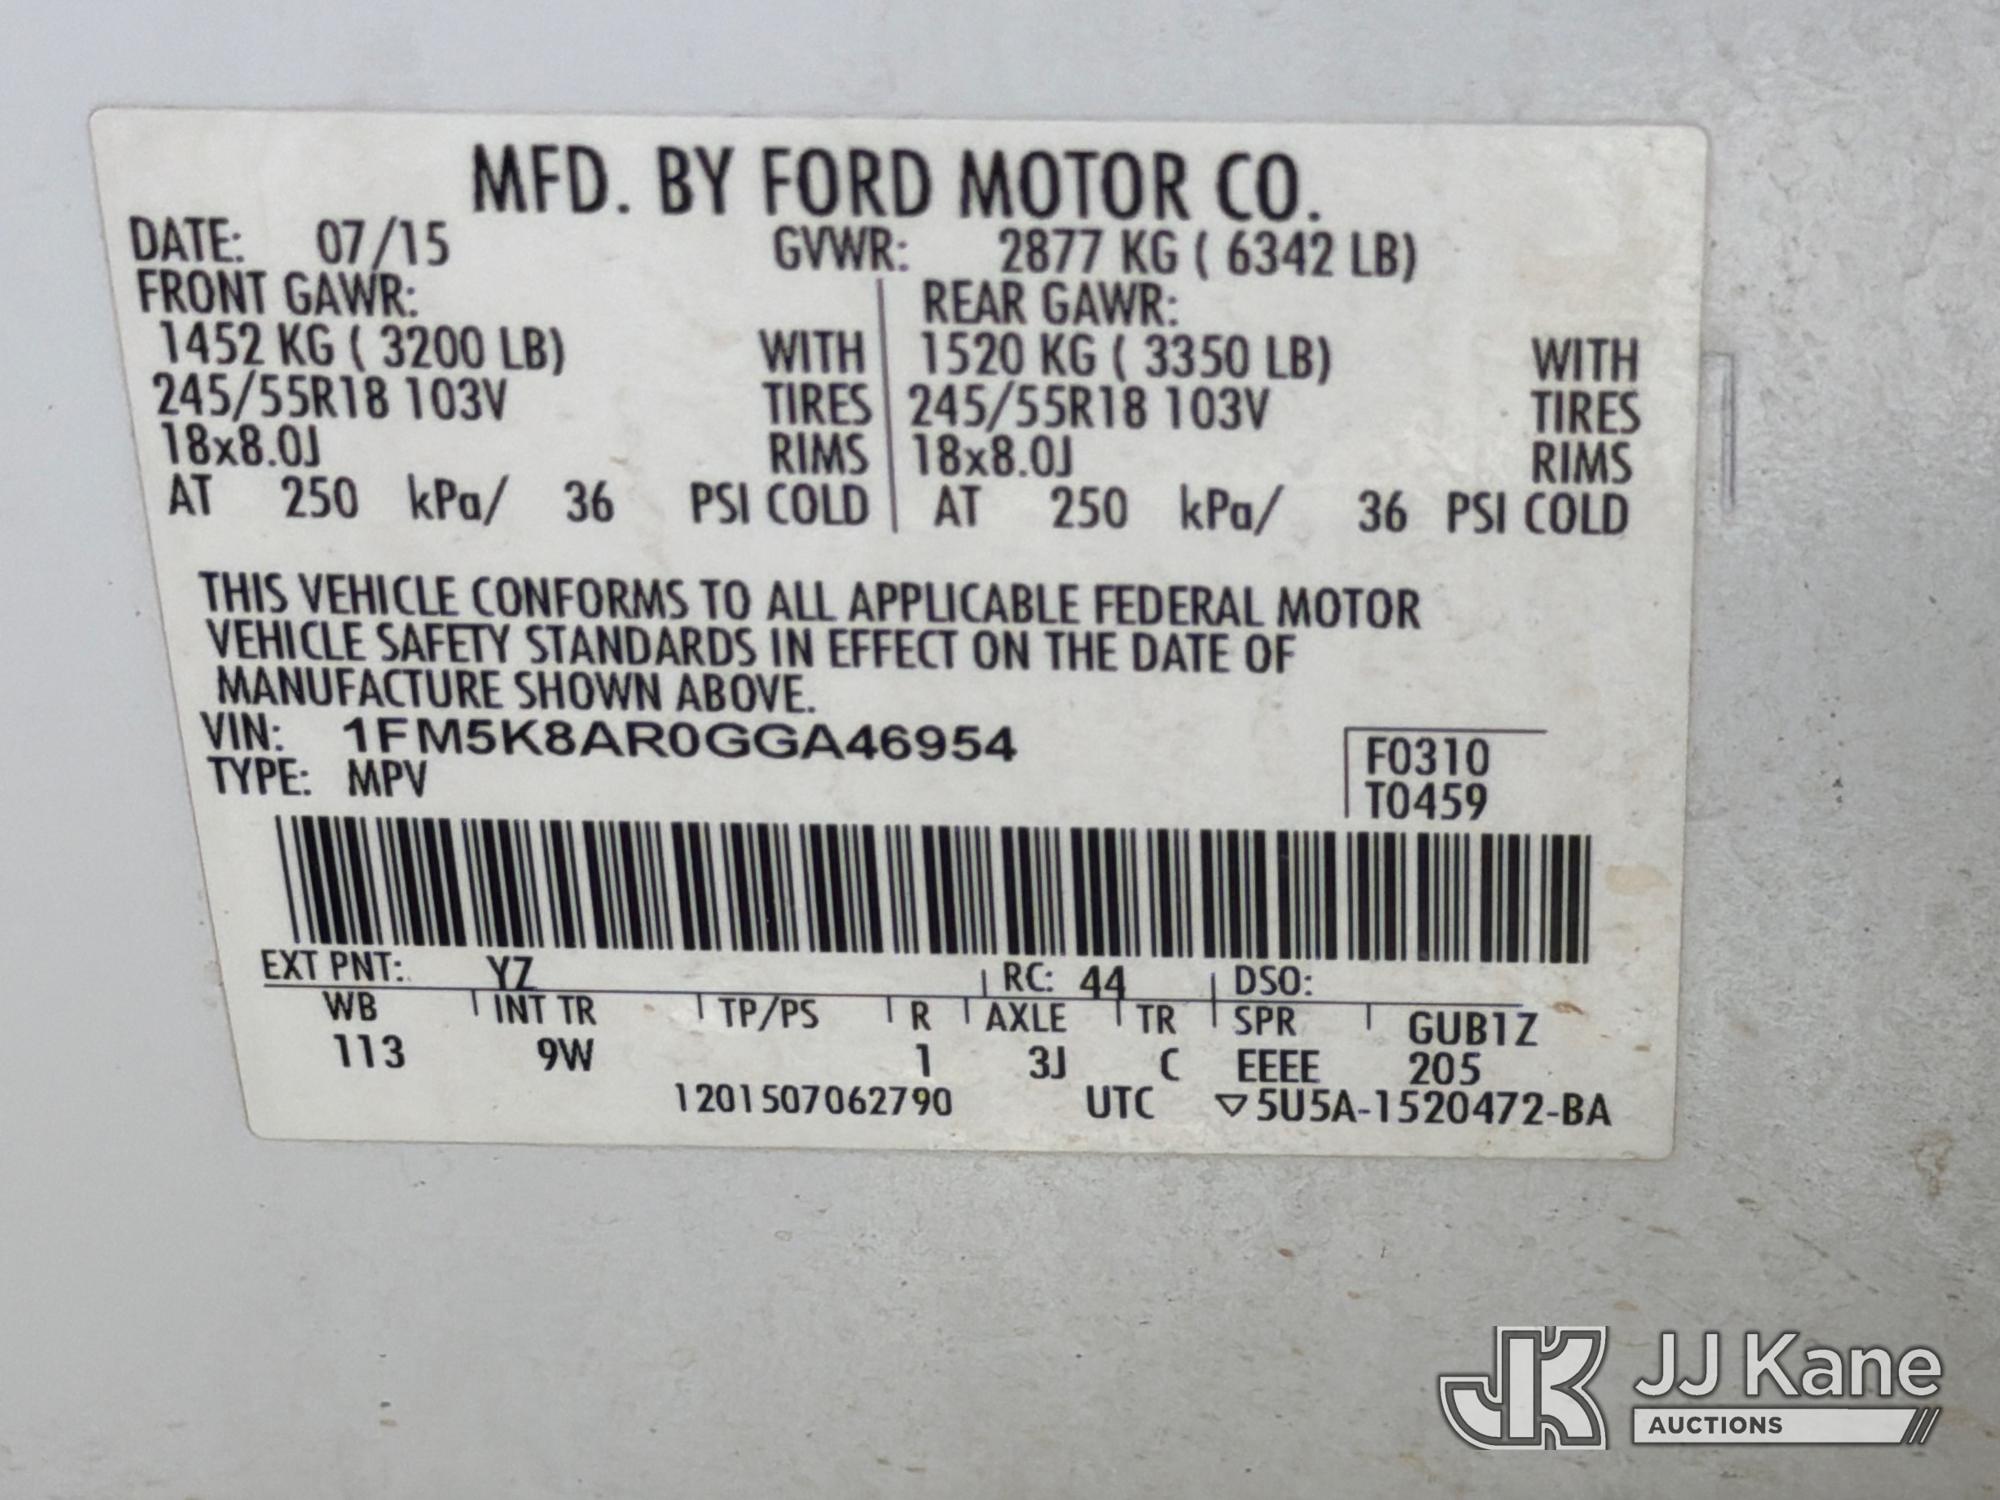 MFD. BY FORD MOTOR CO.
DATE: 07/15 GVWR: 2877 KG ( 6342 LB)
FRONT GAWR: REAR GAWR:
1452 KG ( 3200 LB) WITH 1520 KG ( 3350 LB) WITH
245/55R18 103V TIRES 245/55R18 103V TIRES
18x8.0J RIMS 18x8.0J RIMS
AT 250 kPa/ 36 PSI COLD AT 250 kPa/ 36 PSI COLD
THIS VEHICLE CONFORMS TO ALL APPLICABLE FEDERAL MOTOR
VEHICLE SAFETY STANDARDS IN EFFECT ON THE DATE OF
MANUFACTURE SHOWN ABOVE.
VIN: 1FM5K8AR0GGA46954 F0310
TYPE: MPV T0459
EXT PNT: YZ RC: 44 DSO:
WB INT TR TP/PS R AXLE TR SPR GUB1Z
113 9W 1 3J C EEEE 205
1201507062790 UTC ▽5U5A-1520472-BA
JK JJ Kane
AUCTIONS